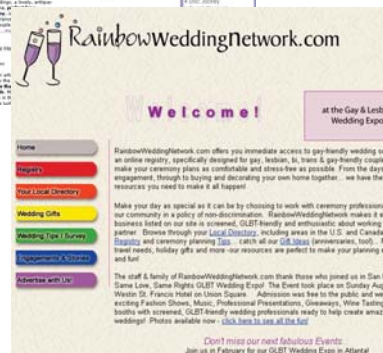 RainbowWeddingNetwork.com
Welcome!
at the Gay & Lesb
Wedding Expo
Home
Registry
Your Local Directory
Wedding Gifts
Wedding Tips / Survey
Engagements & Stories
Advertise with Us!
RainbowWeddingNetwork.com offers you immediate access to gay-friendly wedding se
an online registry, specifically designed for gay, lesbian, bi, trans & gay-friendly couple
make your ceremony plans as comfortable and stress-free as possible. From the days
engagement, through to buying and decorating your own home together... we have the
resources you need to make it all happen!
Make your day as special as it can be by choosing to work with ceremony professiona
our community in a policy of non-discrimination. RainbowWeddingNetwork makes it
business listed on our site is screened, GLBT-friendly and enthusiastic about working
partner. Browse through your Local Directory, including areas in the U.S. and Canada
Registry and ceremony planning Tips... catch all our Gift Ideas (anniversaries, too!)...
travel needs, holiday gifts and more -our resources are perfect to make your planning
and fun!
The staff & family of RainbowWeddingNetwork.com thank those who joined us in San
Same Love, Same Rights GLBT Wedding Expo! The Event took place on Sunday Aug
Westin St. Francis Hotel on Union Square. Admission was free to the public and we
exciting Fashion Shows, Music, Professional Presentations, Giveaways, Wine Tasting
booths with screened, GLBT-friendly wedding professionals ready to help create amaz
weddings! Photos available now - click here to see all the fun!
Don't miss our next fabulous Events:
Join us in February for our GLBT Wedding Expo in Atlanta!